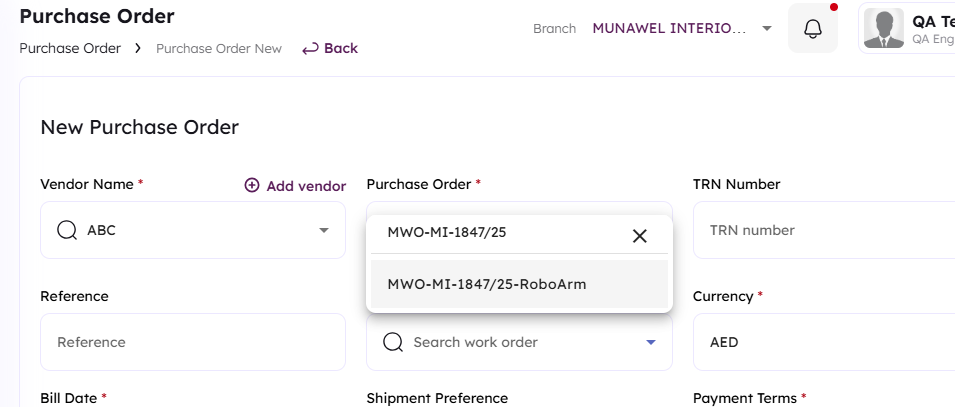 Purchase Order
Purchase Order > Purchase Order New Back
Branch MUNAWEL INTERIO...
QA Te
QA Eng
New Purchase Order
Vendor Name * Add vendor
ABC
Purchase Order *
MWO-MI-1847/25
MWO-MI-1847/25-RoboArm
TRN Number
TRN number
Reference
Reference
Search work order
Currency *
AED
Bill Date *
Shipment Preference
Payment Terms *